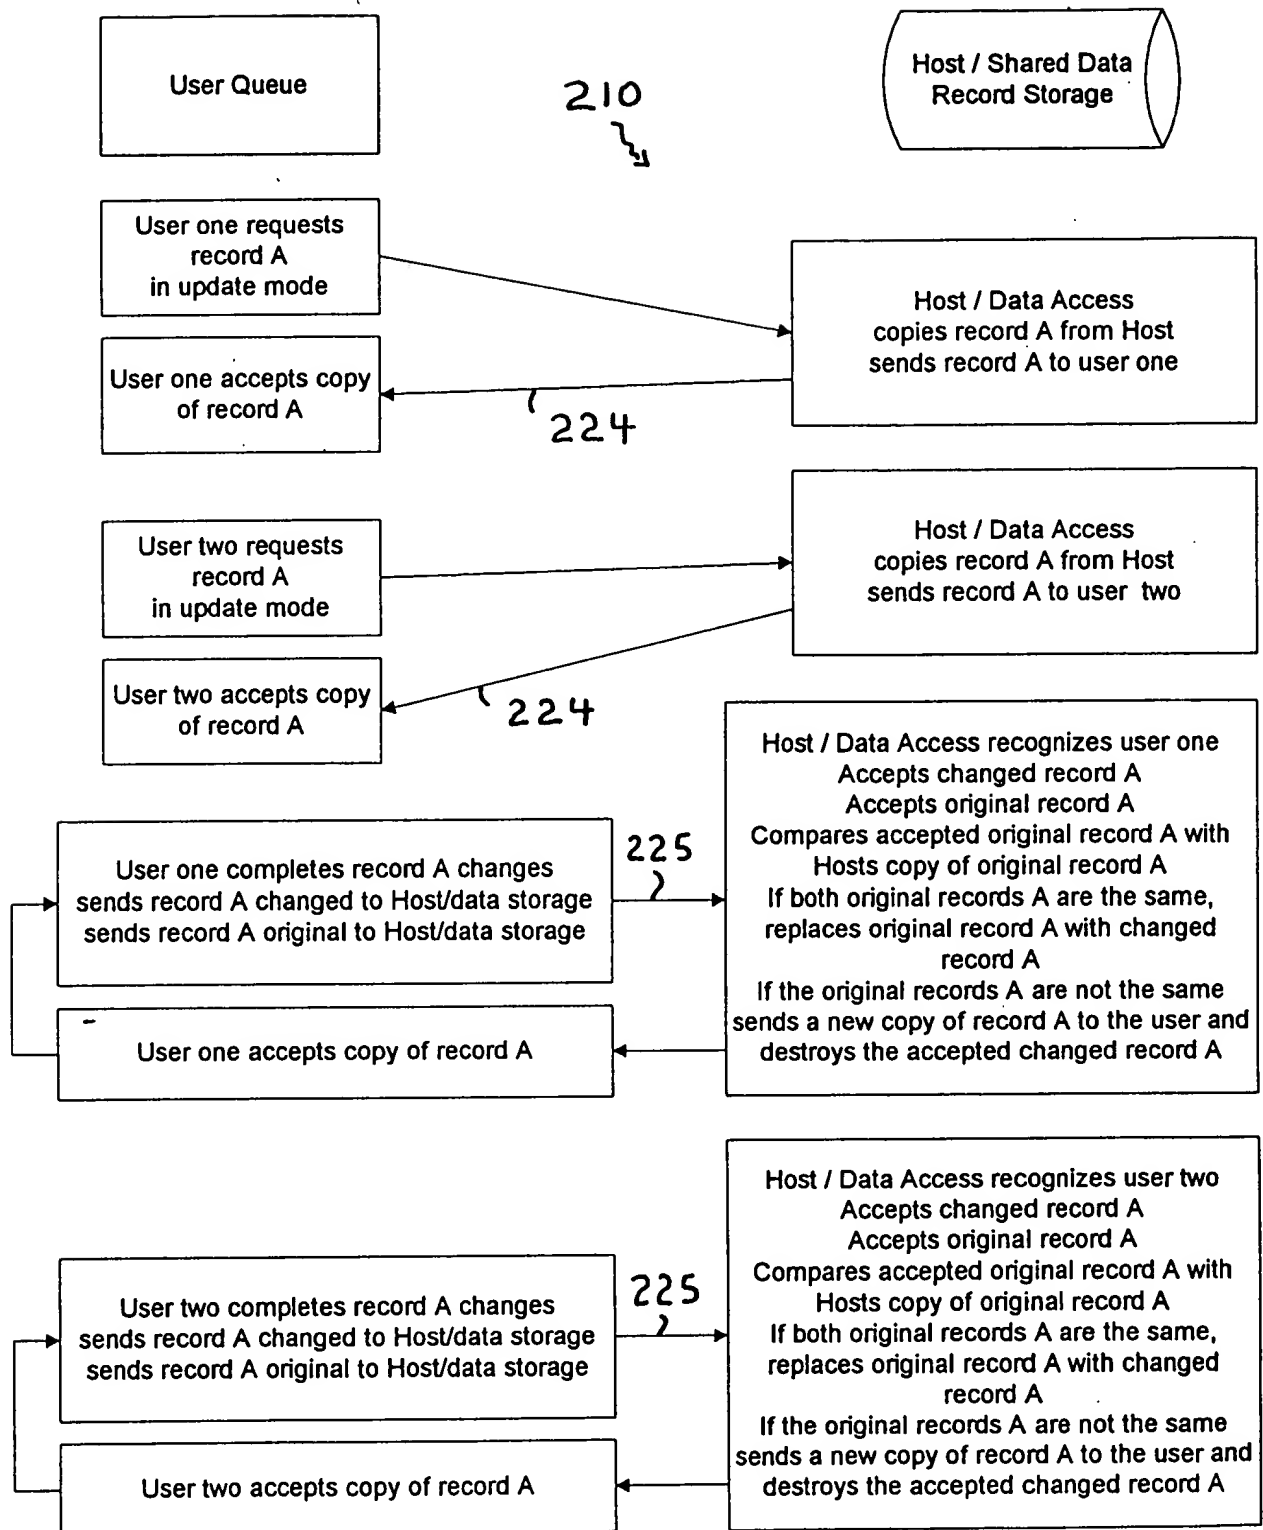 User Queue
210
Host / Shared Data
Record Storage
User one requests
record A
in update mode
Host / Data Access
copies record A from Host
sends record A to user one
User one accepts copy
of record A
224
User two requests
record A
in update mode
Host / Data Access
copies record A from Host
sends record A to user two
User two accepts copy
of record A
224
Host / Data Access recognizes user one
Accepts changed record A
Accepts original record A
Compares accepted original record A with
Hosts copy of original record A
If both original records A are the same,
replaces original record A with changed
record A
If the original records A are not the same
sends a new copy of record A to the user and
destroys the accepted changed record A
User one completes record A changes
sends record A changed to Host/data storage
sends record A original to Host/data storage
225
User one accepts copy of record A
Host / Data Access recognizes user two
Accepts changed record A
Accepts original record A
Compares accepted original record A with
Hosts copy of original record A
If both original records A are the same,
replaces original record A with changed
record A
If the original records A are not the same
sends a new copy of record A to the user and
destroys the accepted changed record A
User two completes record A changes
sends record A changed to Host/data storage
sends record A original to Host/data storage
225
User two accepts copy of record A